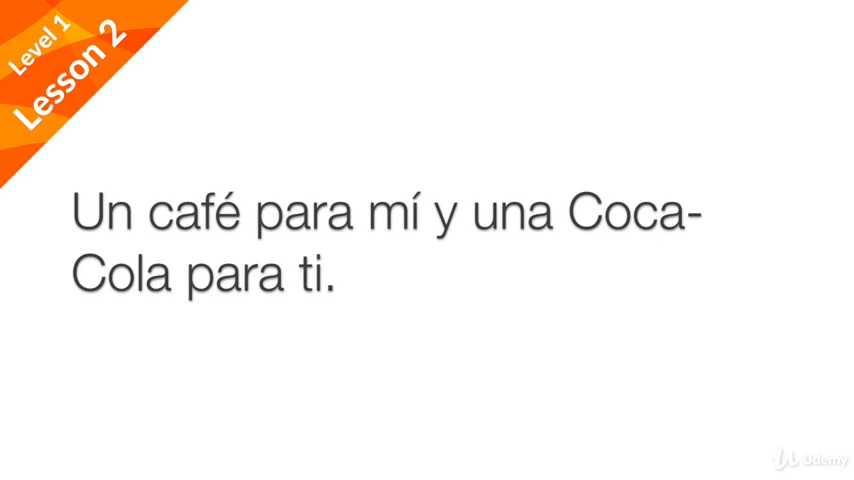 Level 1
Lesson 2
Un café para mí y una Coca-
Cola para ti.
Udemy